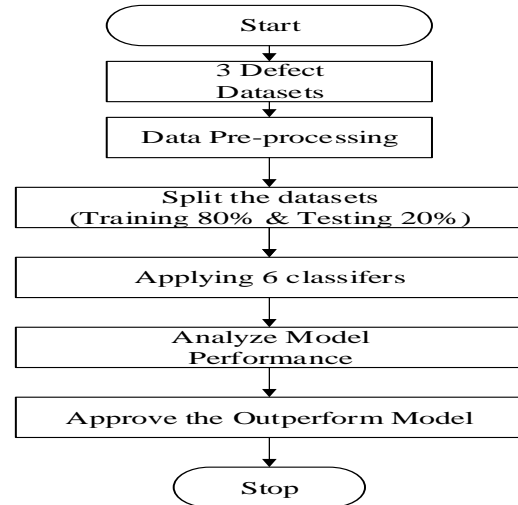 Start
3 Defect
Datasets
Data Pre-processing
Split the datasets
(Training 80% & Testing 20%)
Applying 6 classifers
Analyze Model
Performance
Approve the Outperform Model
Stop